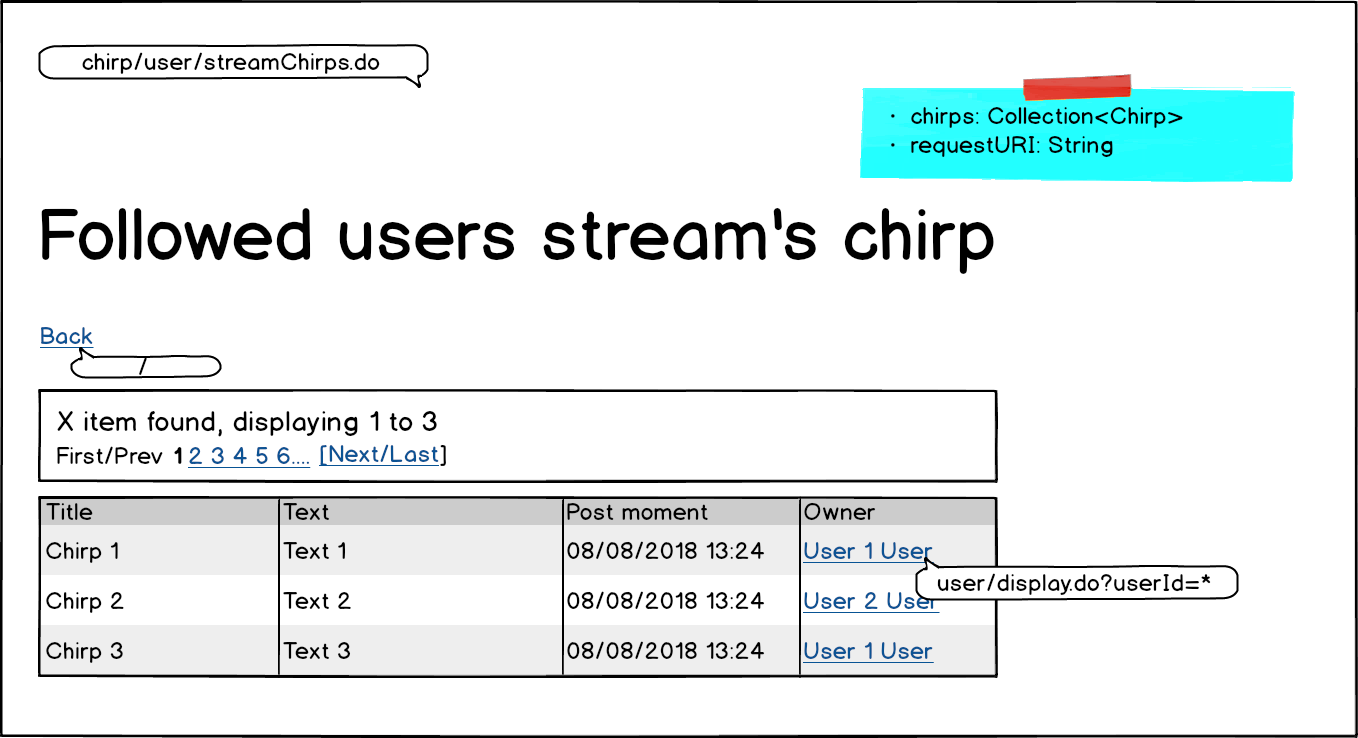 chirp/user/streamChirps.do
• chirps: Collection<Chirp>
• requestURI: String
Followed users stream's chirp
Back
/
X item found, displaying 1 to 3
First/Prev 1 2 3 4 5 6.... [Next/Last]
Title Text Post moment Owner
Chirp 1 Text 1 08/08/2018 13:24 User 1 User
user/display.do?userId=*
Chirp 2 Text 2 08/08/2018 13:24 User 2 User
Chirp 3 Text 3 08/08/2018 13:24 User 1 User